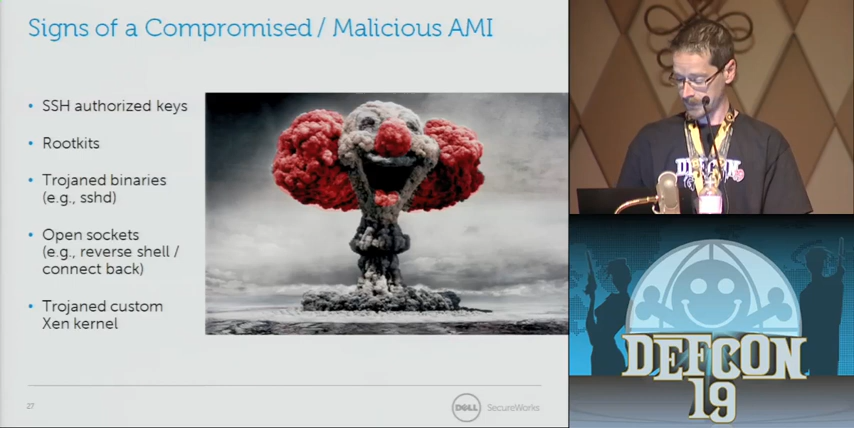 Signs of a Compromised / Malicious AMI
• SSH authorized keys
• Rootkits
• Trojaned binaries
(e.g., sshd)
• Open sockets
(e.g., reverse shell /
connect back)
• Trojaned custom
Xen kernel
27
DELL SecureWorks
DEFCON
DEFCON
19